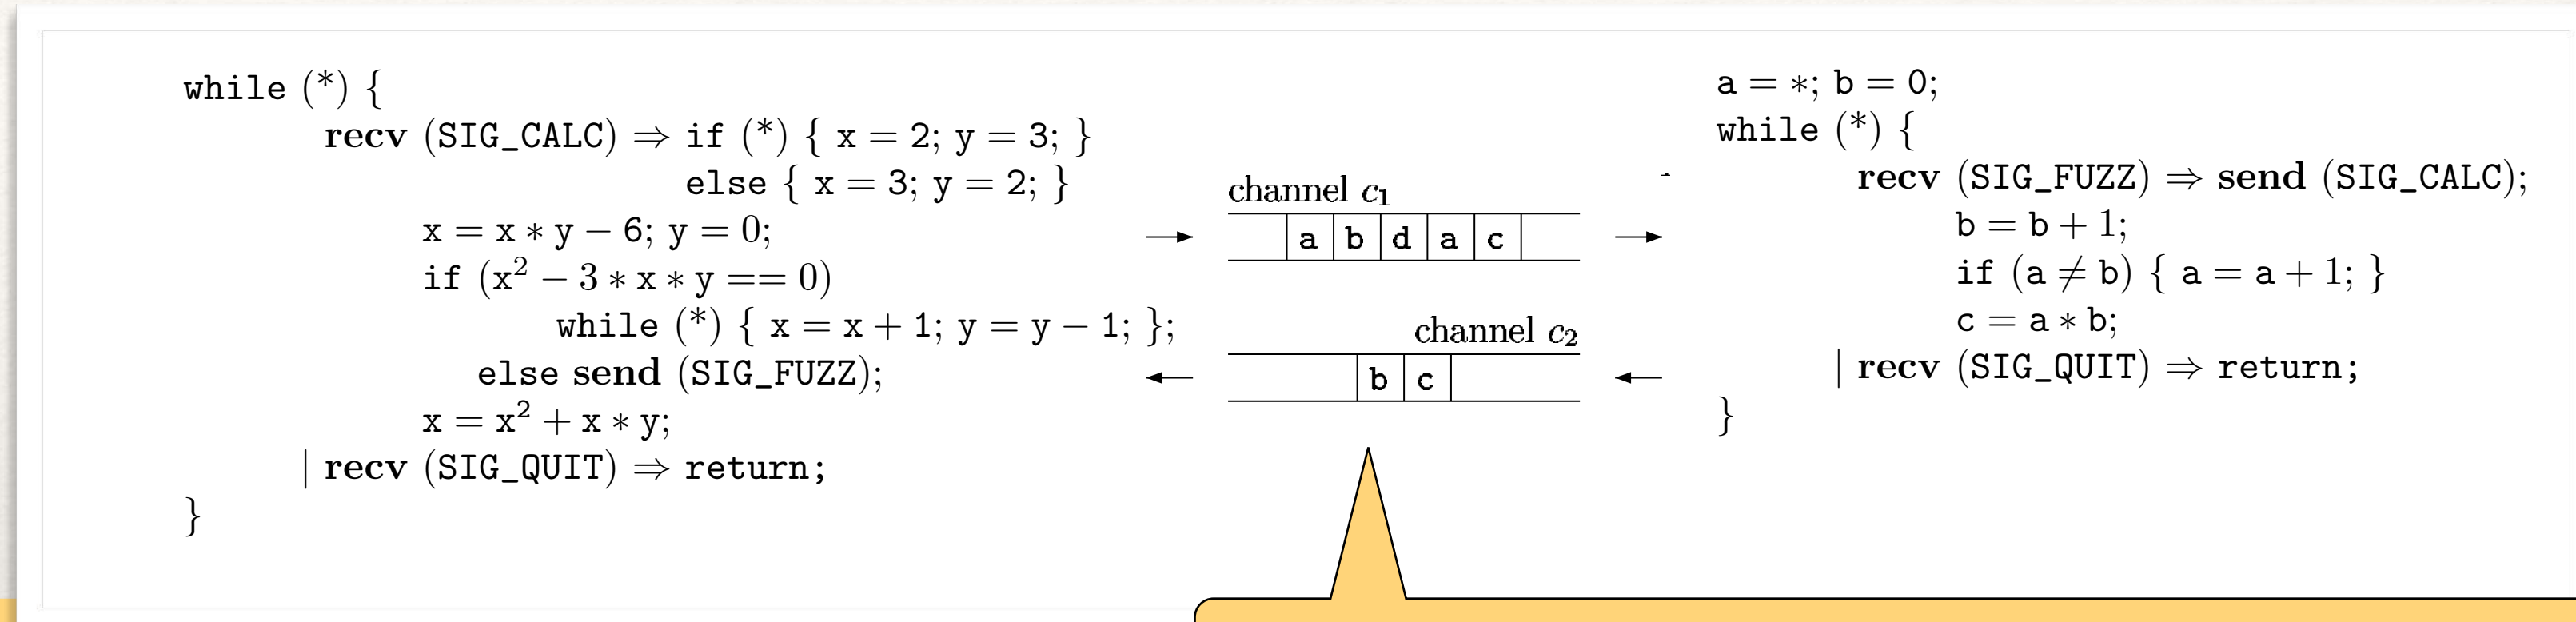 while (*) {
recv (SIG_CALC) ⇒ if (*) { x = 2; y = 3; }
else { x = 3; y = 2; }
x = x * y − 6; y = 0;
if (x² − 3 * x * y == 0)
while (*) { x = x + 1; y = y − 1; };
else send (SIG_FUZZ);
x = x² + x * y;
| recv (SIG_QUIT) ⇒ return;
}
channel c₁
a b d a c
channel c₂
b c
a = *; b = 0;
while (*) {
recv (SIG_FUZZ) ⇒ send (SIG_CALC);
b = b + 1;
if (a ≠ b) { a = a + 1; }
c = a * b;
| recv (SIG_QUIT) ⇒ return;
}